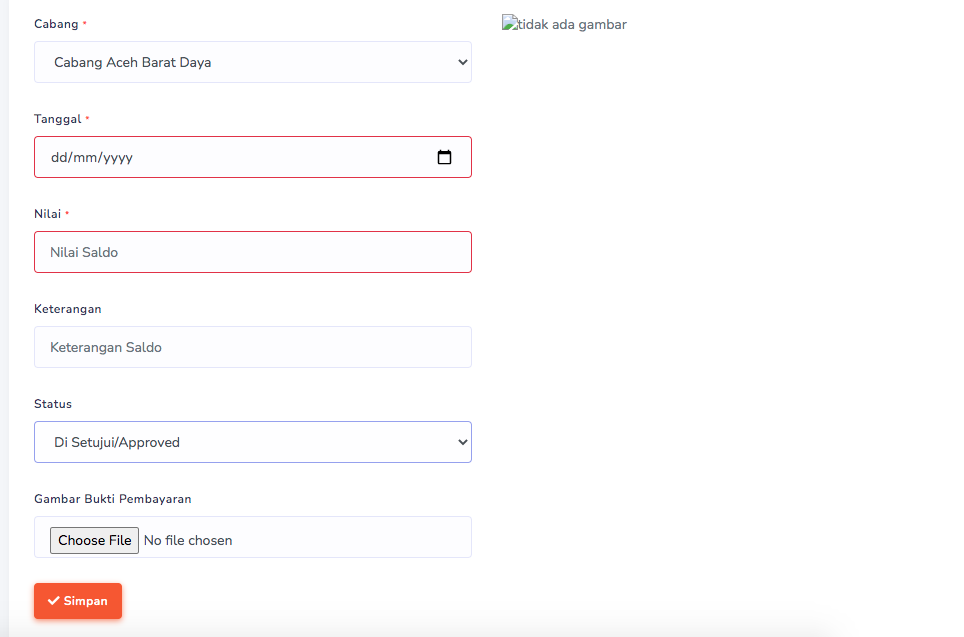 Cabang *
tidak ada gambar
Cabang Aceh Barat Daya
Tanggal *
dd/mm/yyyy
Nilai *
Nilai Saldo
Keterangan
Keterangan Saldo
Status
Di Setujui/Approved
Gambar Bukti Pembayaran
Choose File No file chosen
Simpan